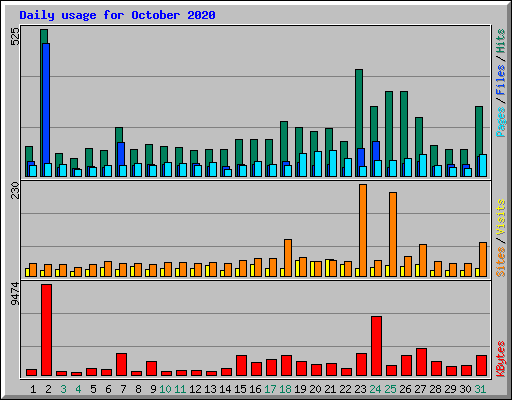 Daily usage for October 2020
525
Pages / Files / Hits
230
Sites / Visits
9474
KBytes
1 2 3 4 5 6 7 8 9 10 11 12 13 14 15 16 17 18 19 20 21 22 23 24 25 26 27 28 29 30 31